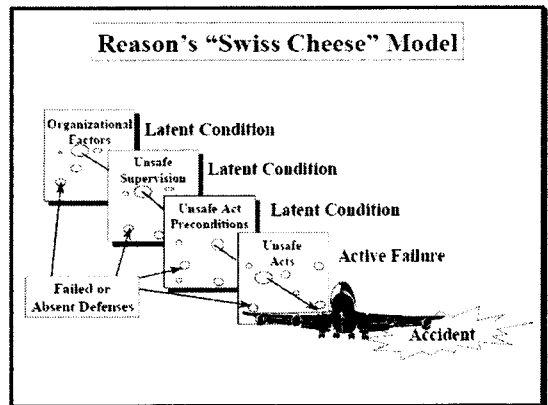 Reason's “Swiss Cheese” Model
Organizational
Factors
Latent Condition
Unsafe
Supervision
Latent Condition
Unsafe Act
Preconditions
Latent Condition
Unsafe
Acts
Active Failure
Failed or
Absent Defenses
Accident